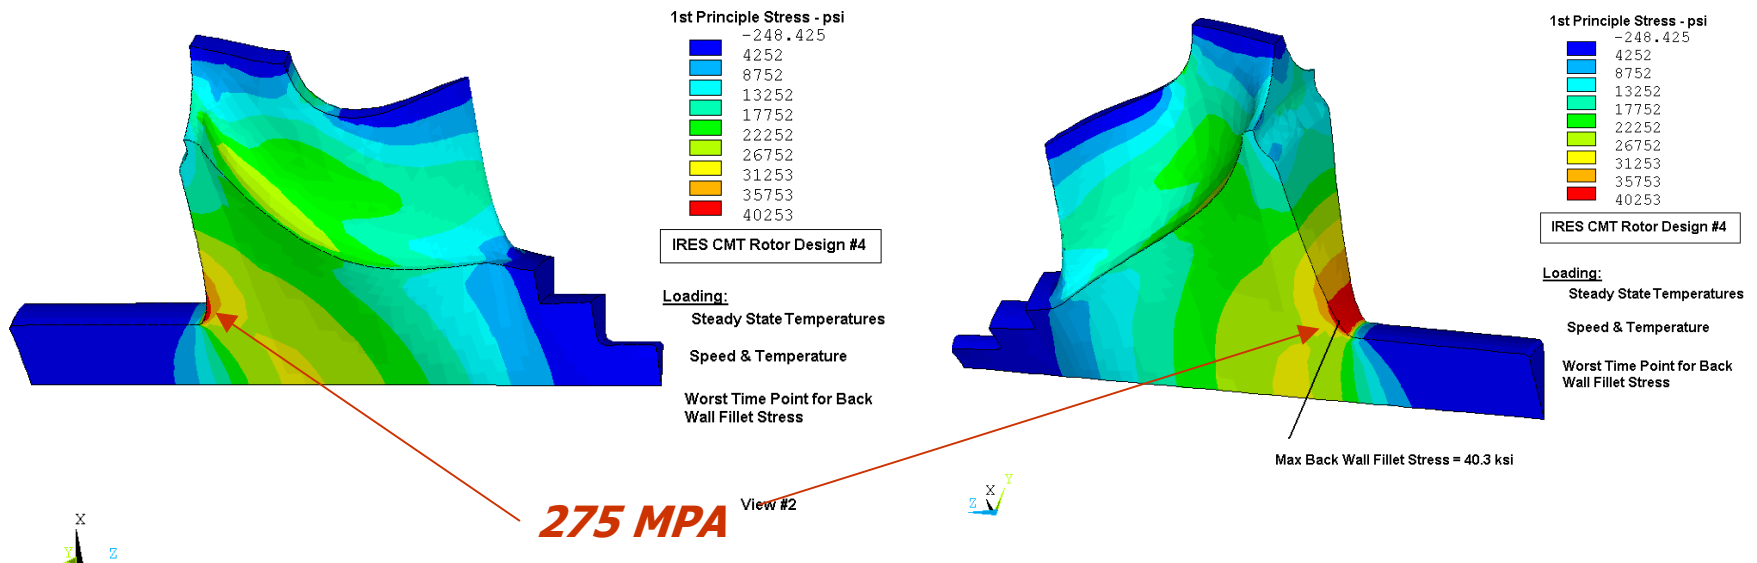 1st Principle Stress - psi
-248.425
4252
8752
13252
17752
22252
26752
31253
35753
40253
IRES CMT Rotor Design #4
Loading:
Steady State Temperatures
Speed & Temperature
Worst Time Point for Back
Wall Fillet Stress
View #2
275 MPA
X
Y
Z
1st Principle Stress - psi
-248.425
4252
8752
13252
17752
22252
26752
31253
35753
40253
IRES CMT Rotor Design #4
Loading:
Steady State Temperatures
Speed & Temperature
Worst Time Point for Back
Wall Fillet Stress
Max Back Wall Fillet Stress = 40.3 ksi
Y
X
Z